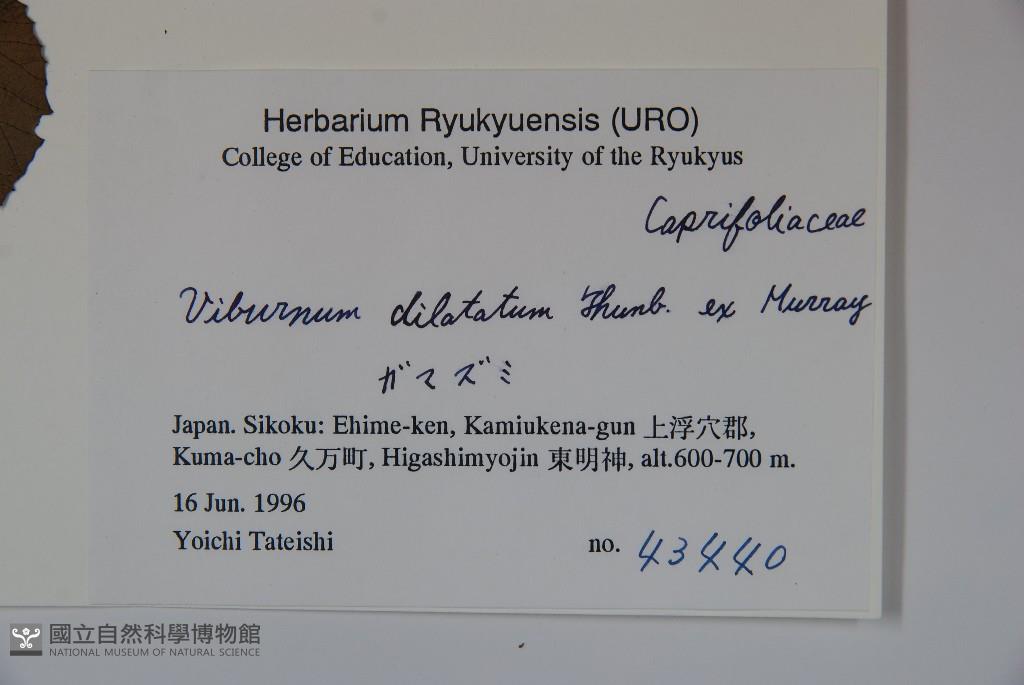 Herbarium Ryukyuensis (URO)
College of Education, University of the Ryukyus
Caprifoliaceae
Viburnum dilatatum Thunb. ex Murray
ガマズミ
Japan. Sikoku: Ehime-ken, Kamiukena-gun 上浮穴郡,
Kuma-cho 久万町, Higashimyojin 東明神, alt.600-700 m.
16 Jun. 1996
Yoichi Tateishi no. 43440
國立自然科學博物館
NATIONAL MUSEUM OF NATURAL SCIENCE